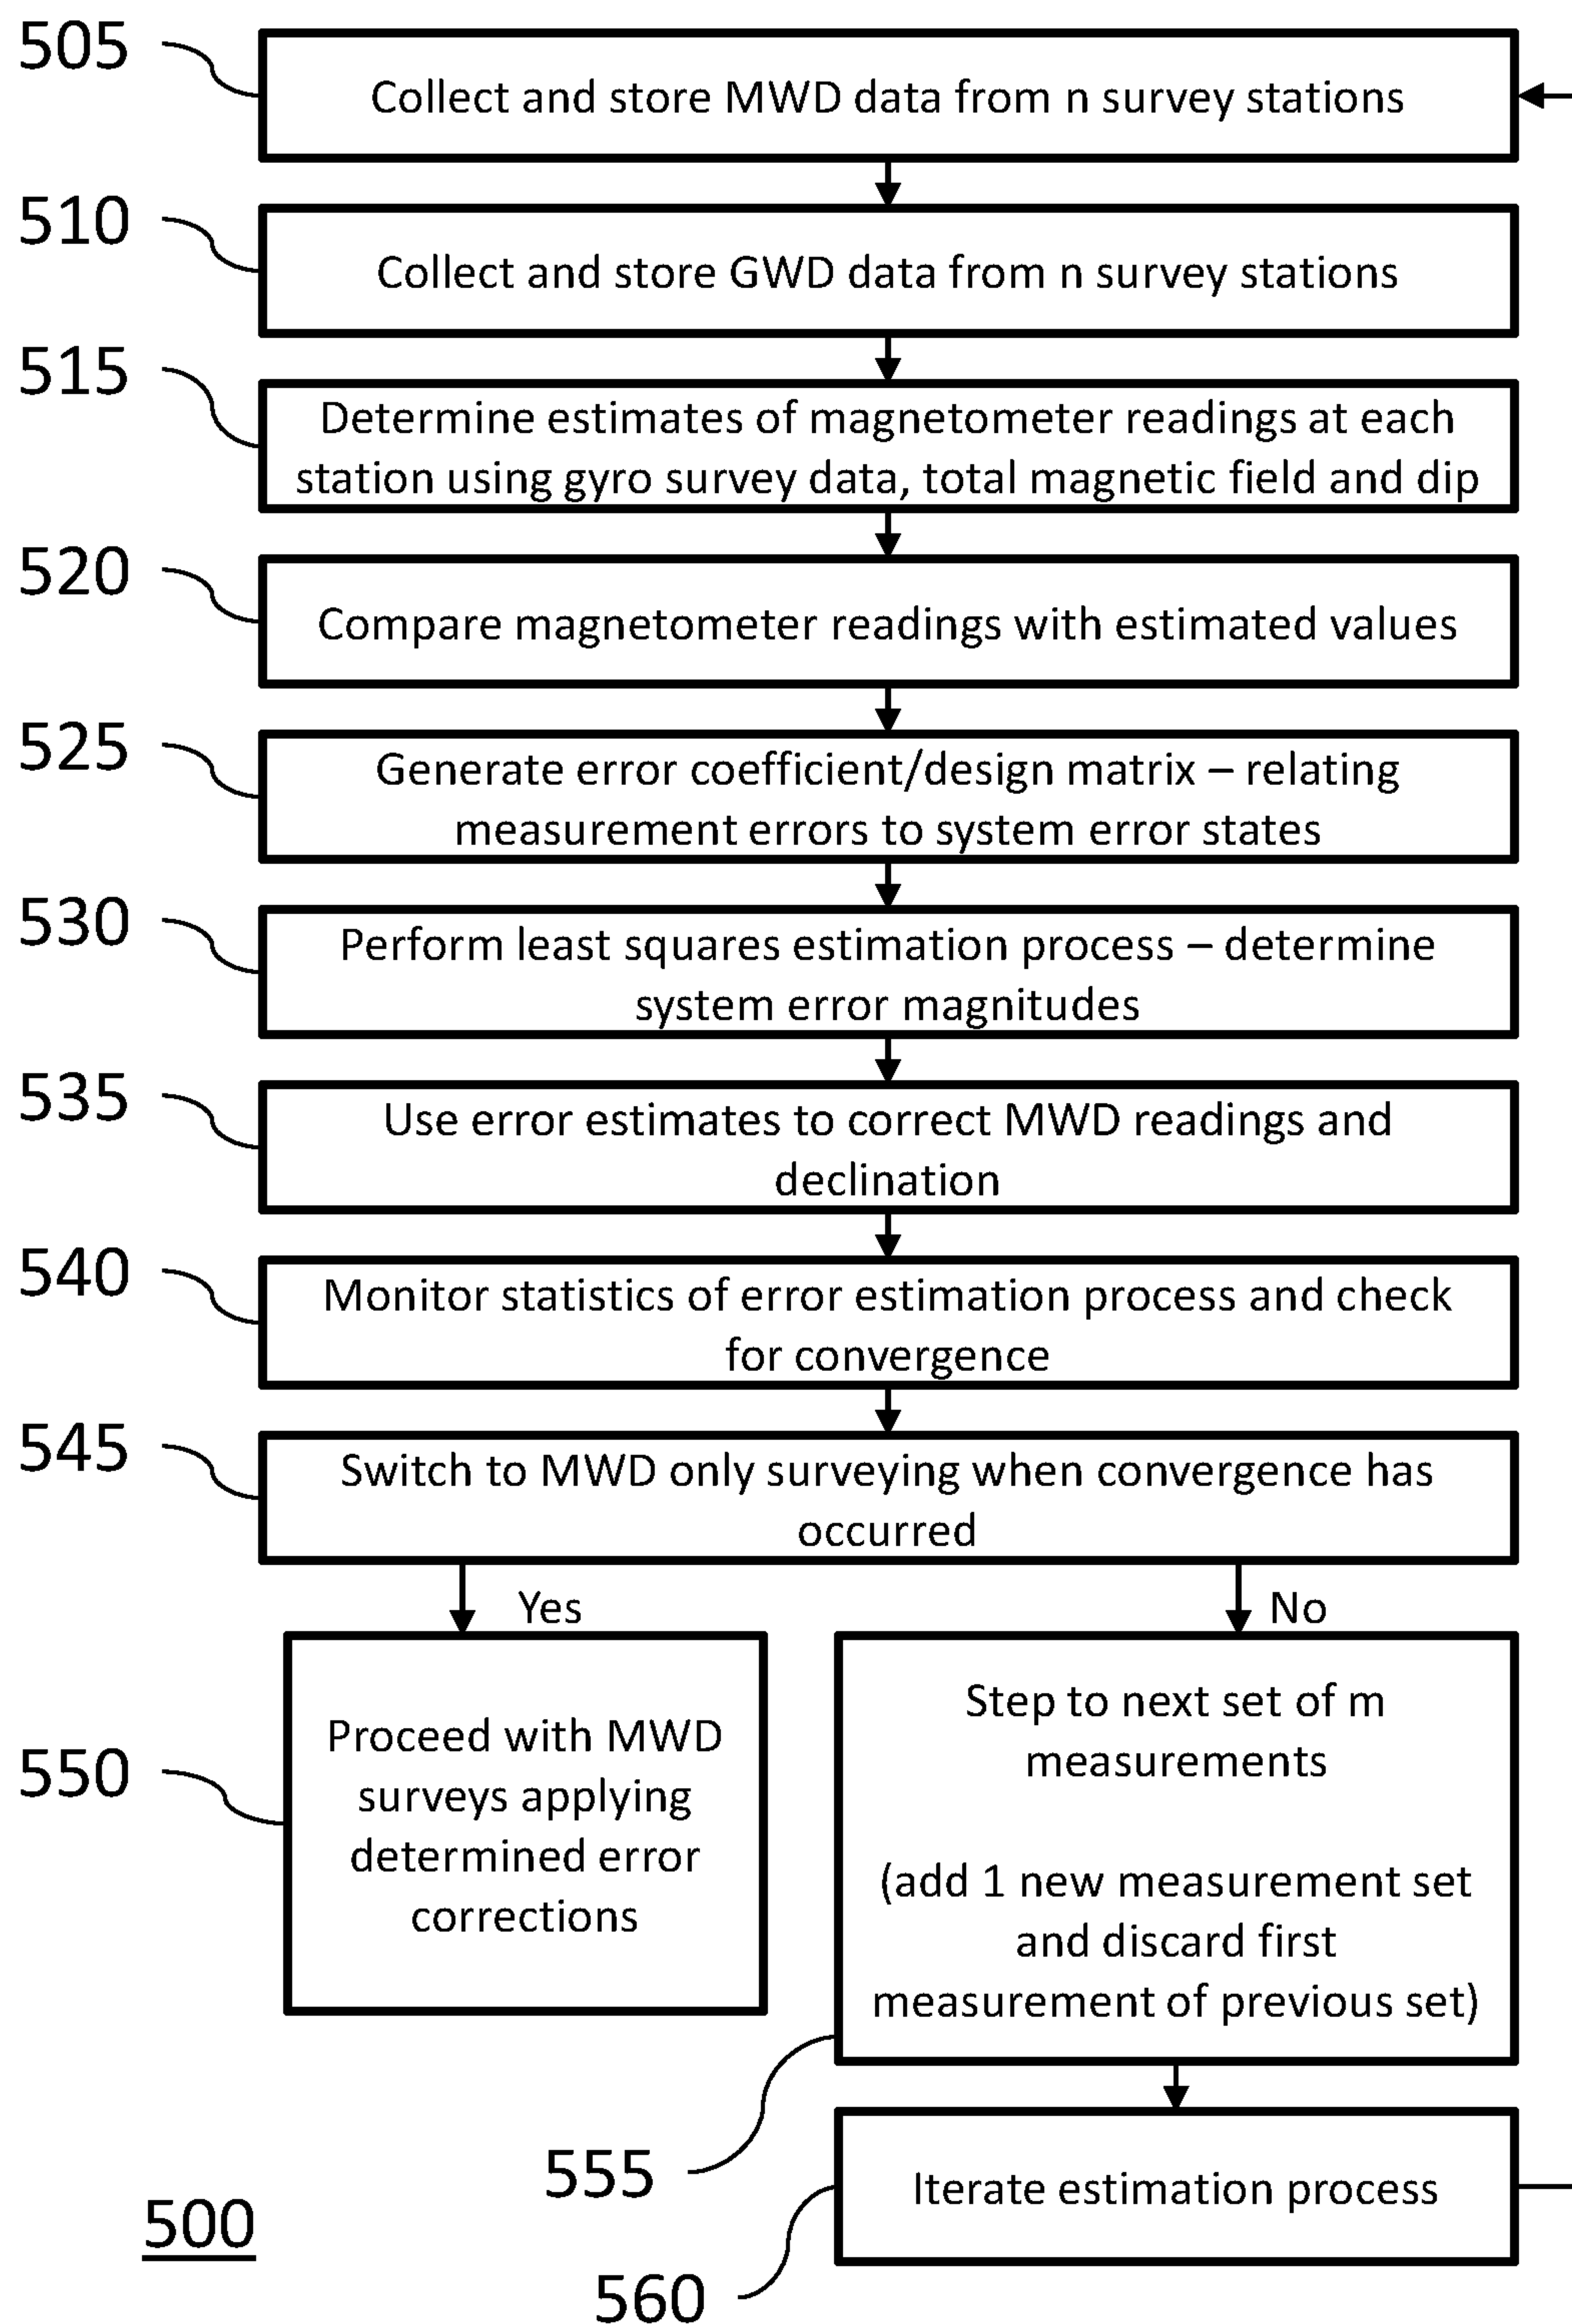 505
Collect and store MWD data from n survey stations
510
Collect and store GWD data from n survey stations
515
Determine estimates of magnetometer readings at each
station using gyro survey data, total magnetic field and dip
520
Compare magnetometer readings with estimated values
525
Generate error coefficient/design matrix – relating
measurement errors to system error states
530
Perform least squares estimation process – determine
system error magnitudes
535
Use error estimates to correct MWD readings and
declination
540
Monitor statistics of error estimation process and check
for convergence
545
Switch to MWD only surveying when convergence has
occurred
Yes
No
550
Proceed with MWD
surveys applying
determined error
corrections
Step to next set of m
measurements
(add 1 new measurement set
and discard first
measurement of previous set)
555
Iterate estimation process
500
560